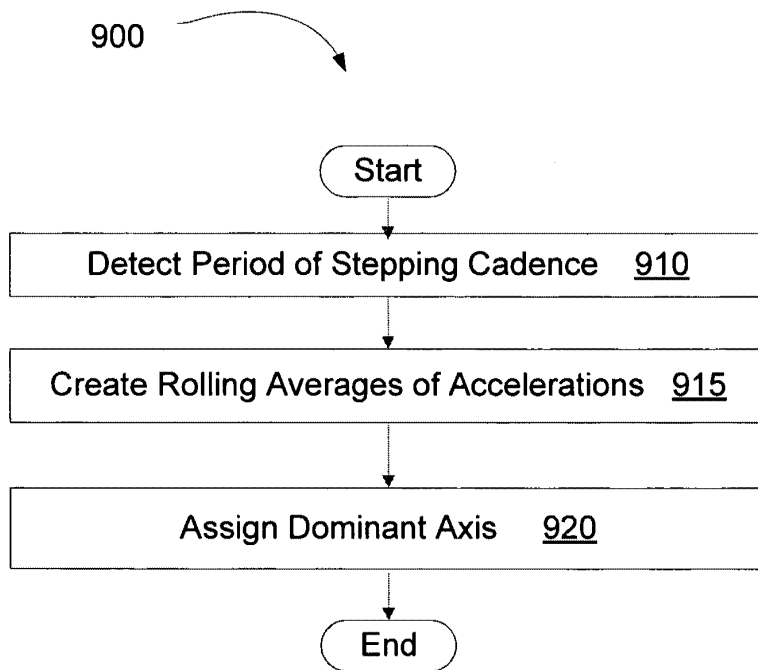 900
Start
Detect Period of Stepping Cadence 910
Create Rolling Averages of Accelerations 915
Assign Dominant Axis 920
End